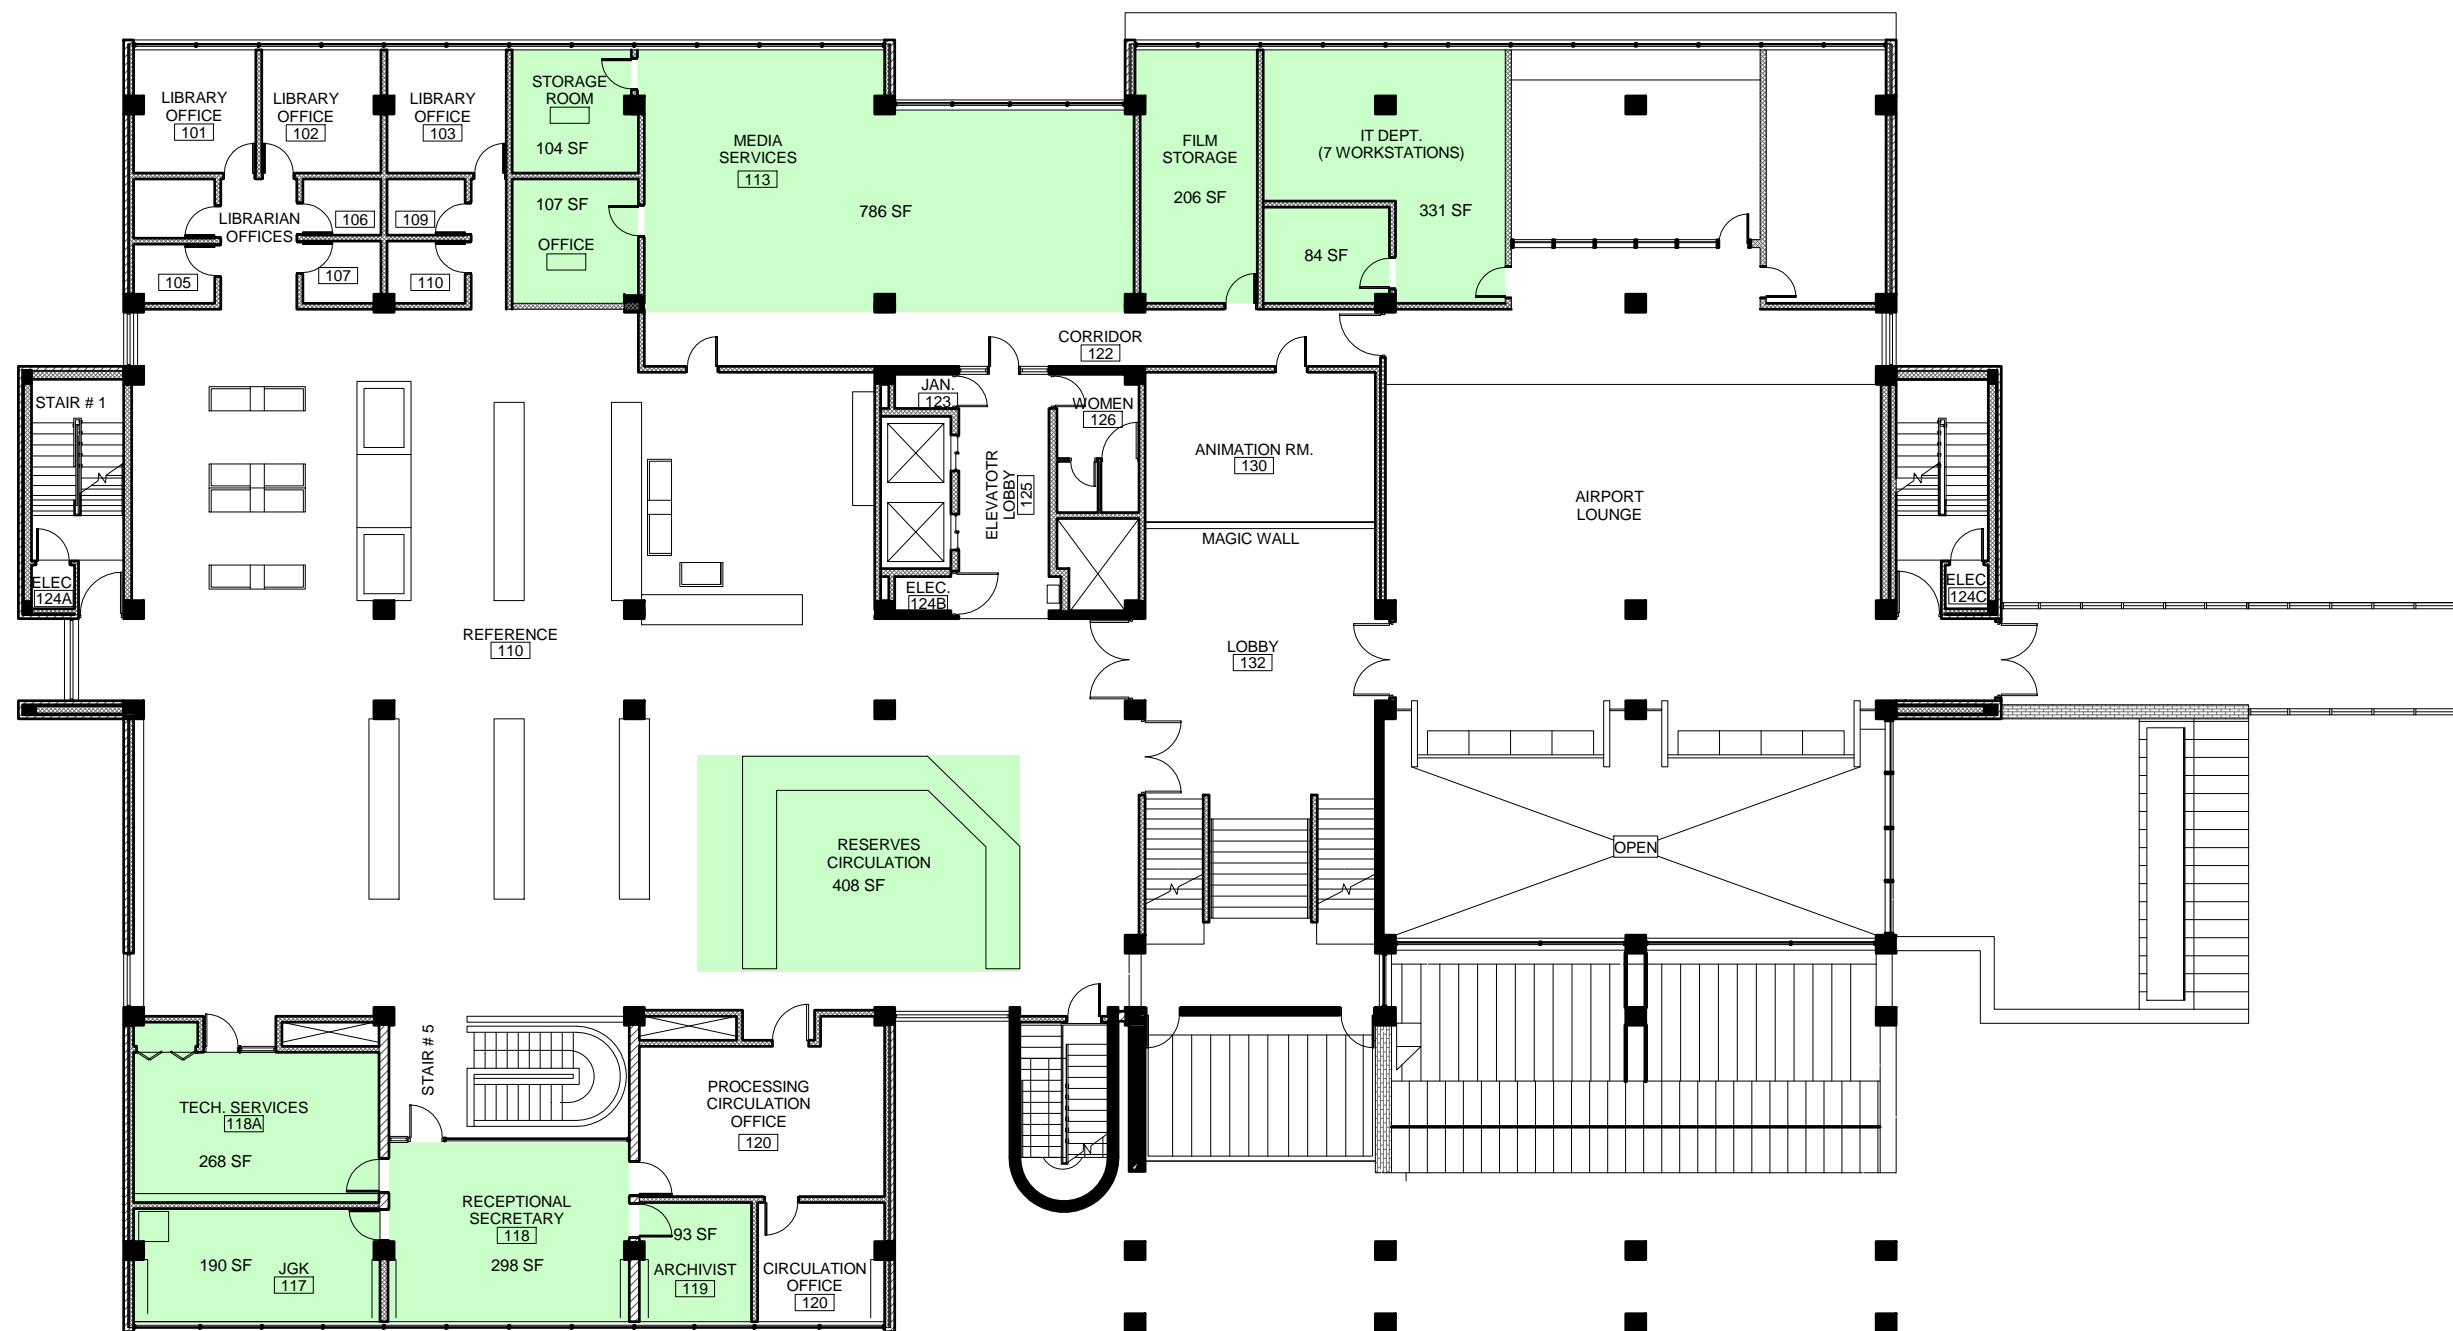 LIBRARY
OFFICE
101
LIBRARY
OFFICE
102
LIBRARY
OFFICE
103
STORAGE
ROOM
104 SF
MEDIA
SERVICES
113
786 SF
FILM
STORAGE
206 SF
IT DEPT.
(7 WORKSTATIONS)
331 SF
84 SF
107 SF
OFFICE
LIBRARIAN
OFFICES
106
109
105
107
110
CORRIDOR
122
STAIR # 1
JAN.
123
WOMEN
126
ELEVATOTR
LOBBY
125
ANIMATION RM.
130
MAGIC WALL
AIRPORT
LOUNGE
ELEC
124A
ELEC.
124B
ELEC
124C
REFERENCE
110
LOBBY
132
RESERVES
CIRCULATION
408 SF
OPEN
STAIR # 5
TECH. SERVICES
118A
268 SF
PROCESSING
CIRCULATION
OFFICE
120
RECEPTIONAL
SECRETARY
118
298 SF
190 SF
JGK
117
93 SF
ARCHIVIST
119
CIRCULATION
OFFICE
120